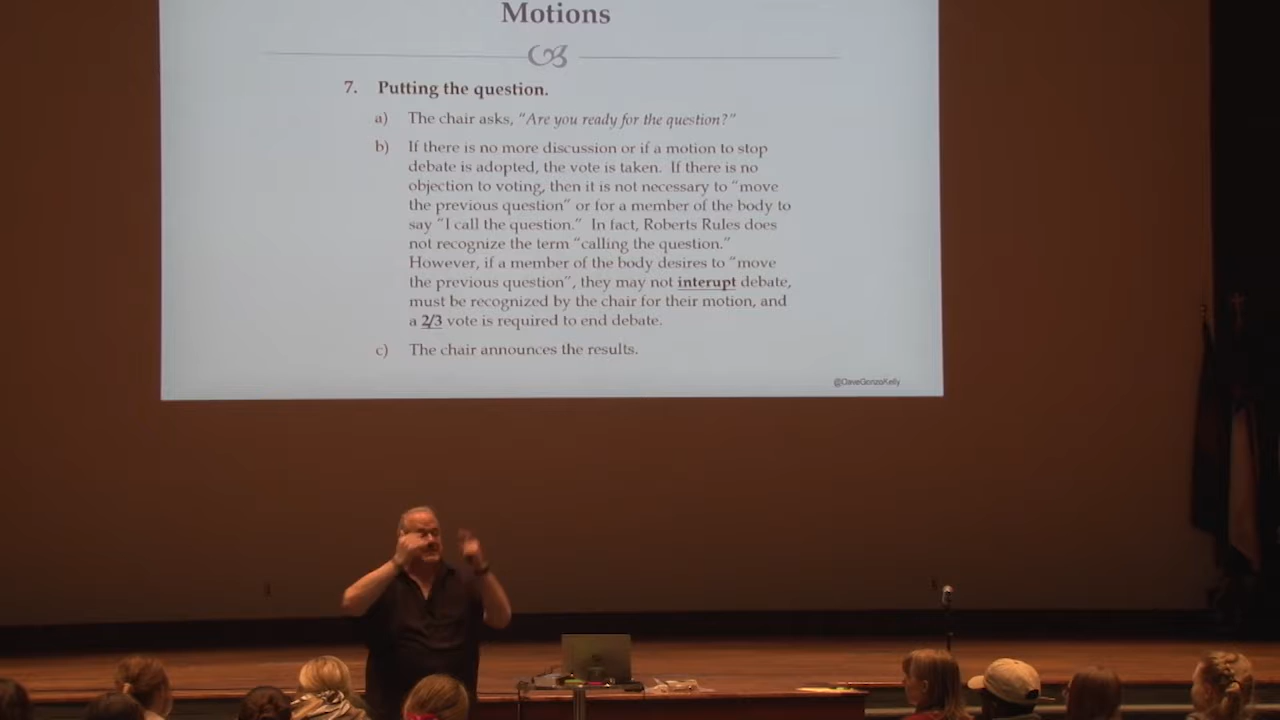 Motions
7. Putting the question.
a) The chair asks, "Are you ready for the question?"
b) If there is no more discussion or if a motion to stop
debate is adopted, the vote is taken. If there is no
objection to voting, then it is not necessary to "move
the previous question" or for a member of the body to
say "I call the question." In fact, Roberts Rules does
not recognize the term "calling the question."
However, if a member of the body desires to "move
the previous question", they may not interupt debate,
must be recognized by the chair for their motion, and
a 2/3 vote is required to end debate.
c) The chair announces the results.
@DaveGonzoKelly